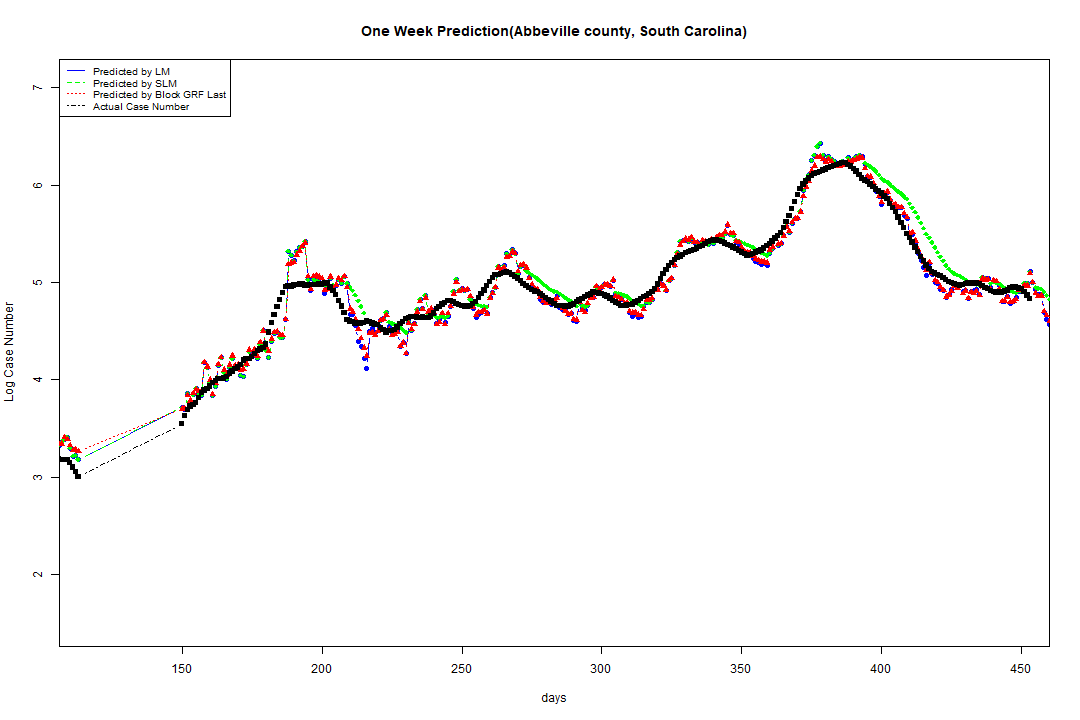 One Week Prediction(Abbeville county, South Carolina)
Predicted by LM
Predicted by SLM
Predicted by Block GRF Last
Actual Case Number
7
6
5
4
3
2
Log Case Number
150 200 250 300 350 400 450
days